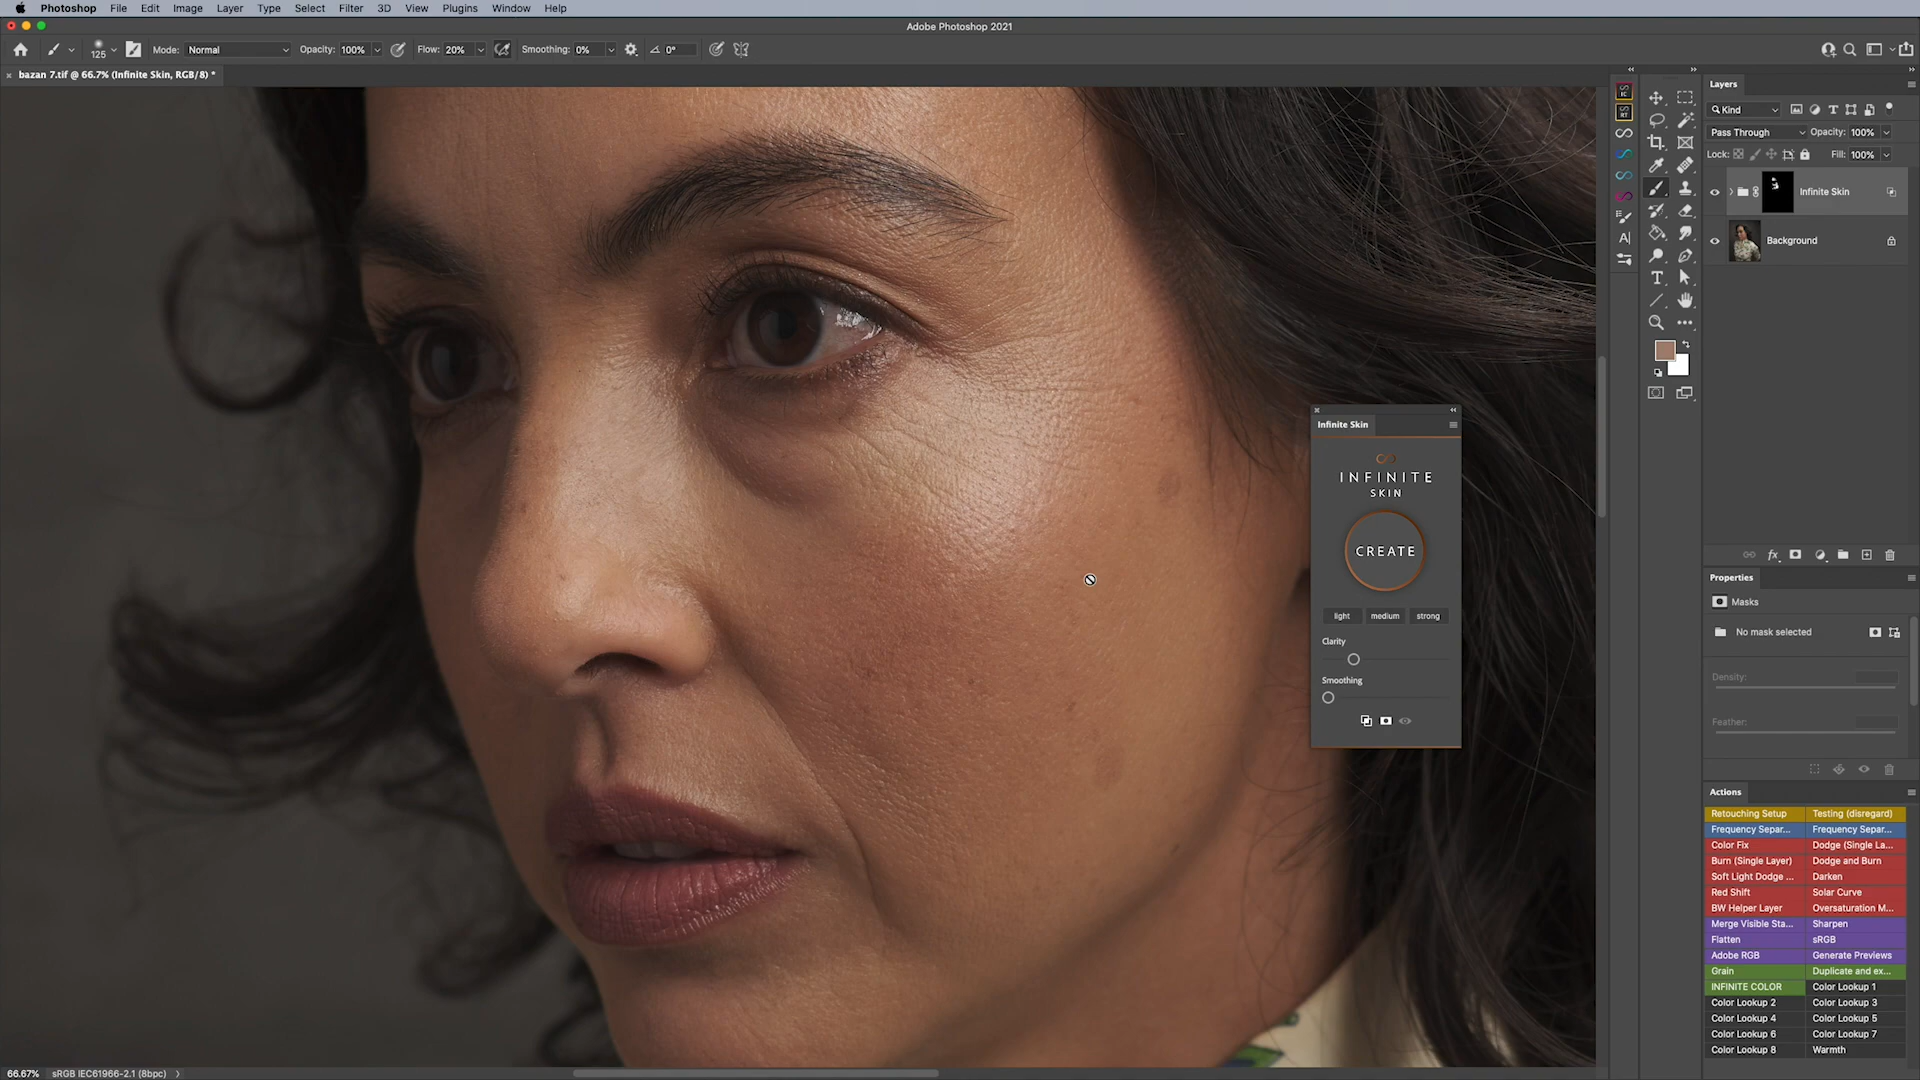 Photoshop File Edit Image Layer Type Select Filter 3D View Plugins Window Help
Adobe Photoshop 2021
125 Mode: Normal Opacity: 100% Flow: 20% Smoothing: 0% 0°
bazan 7.tif @ 66.7% (Infinite Skin, RGB/8) *
Layers
Kind
Pass Through Opacity: 100%
Lock: Fill: 100%
Infinite Skin
Background
Infinite Skin
INFINITE
SKIN
CREATE
light medium strong
Clarity
Smoothing
Properties
Masks
No mask selected
Density:
Feather:
Actions
Retouching Setup Testing (disregard)
Frequency Separ... Frequency Separ...
Color Fix Dodge (Single La...
Burn (Single Layer) Dodge and Burn
Soft Light Dodge ... Darken
Red Shift Solar Curve
BW Helper Layer Oversaturation M...
Merge Visible Sta... Sharpen
Flatten sRGB
Adobe RGB Generate Previews
Grain Duplicate and ex...
INFINITE COLOR Color Lookup 1
Color Lookup 2 Color Lookup 3
Color Lookup 4 Color Lookup 5
Color Lookup 6 Color Lookup 7
Color Lookup 8 Warmth
66.67% sRGB IEC61966-2.1 (8bpc)